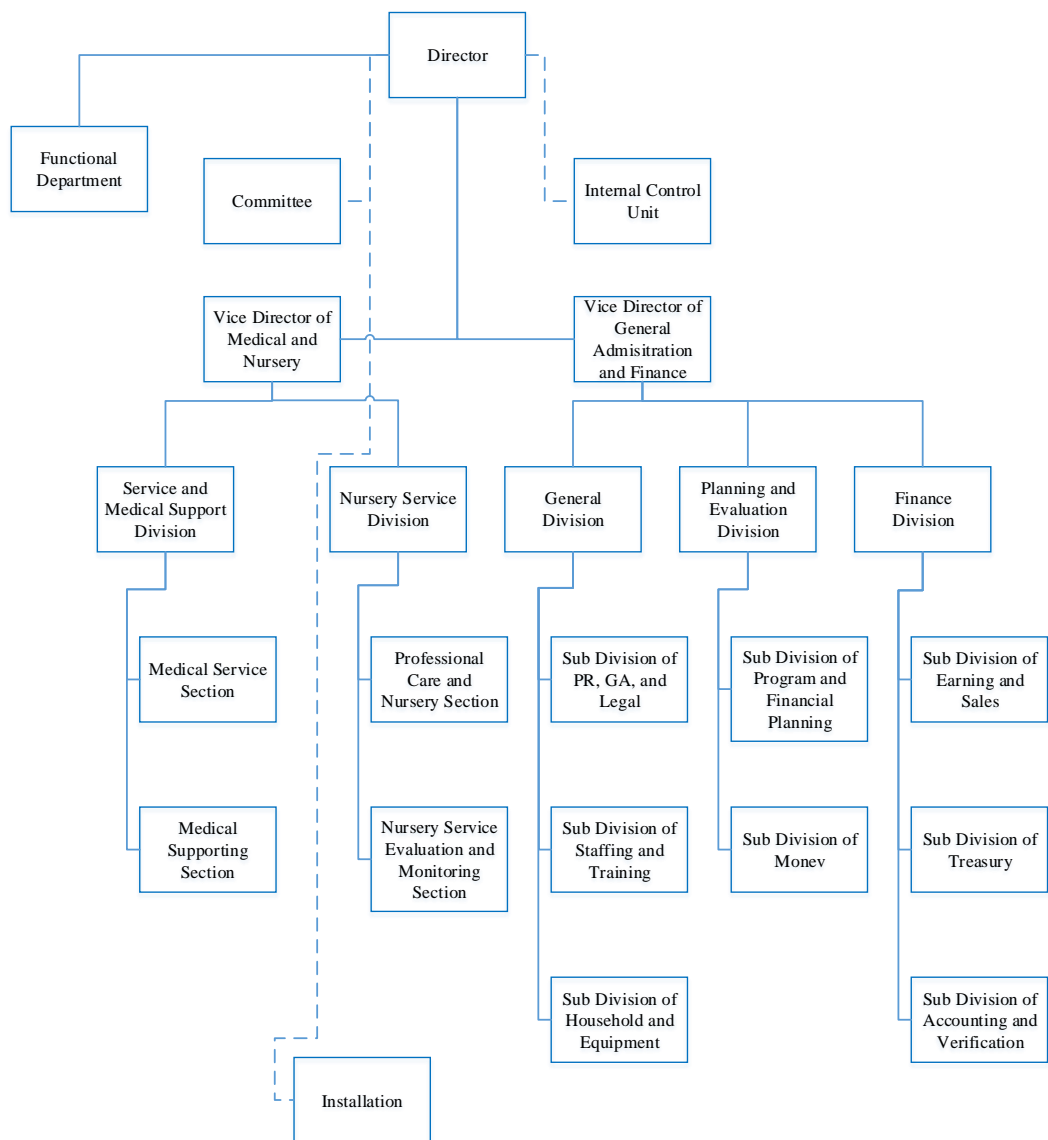 Director
Functional
Department
Committee
Internal Control
Unit
Vice Director of
Medical and
Nursery
Vice Director of
General
Admisitration
and Finance
Service and
Medical Support
Division
Nursery Service
Division
General
Division
Planning and
Evaluation
Division
Finance
Division
Medical Service
Section
Professional
Care and
Nursery Section
Sub Division of
PR, GA, and
Legal
Sub Division of
Program and
Financial
Planning
Sub Division of
Earning and
Sales
Medical
Supporting
Section
Nursery Service
Evaluation and
Monitoring
Section
Sub Division of
Staffing and
Training
Sub Division of
Monev
Sub Division of
Treasury
Sub Division of
Household and
Equipment
Sub Division of
Accounting and
Verification
Installation